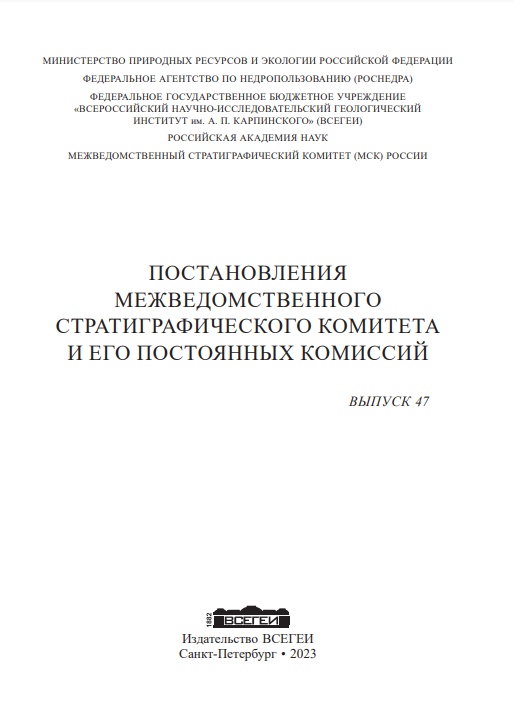 МИНИСТЕРСТВО ПРИРОДНЫХ РЕСУРСОВ И ЭКОЛОГИИ РОССИЙСКОЙ ФЕДЕРАЦИИ
ФЕДЕРАЛЬНОЕ АГЕНТСТВО ПО НЕДРОПОЛЬЗОВАНИЮ (РОСНЕДРА)
ФЕДЕРАЛЬНОЕ ГОСУДАРСТВЕННОЕ БЮДЖЕТНОЕ УЧРЕЖДЕНИЕ
«ВСЕРОССИЙСКИЙ НАУЧНО-ИССЛЕДОВАТЕЛЬСКИЙ ГЕОЛОГИЧЕСКИЙ
ИНСТИТУТ им. А. П. КАРПИНСКОГО» (ВСЕГЕИ)
РОССИЙСКАЯ АКАДЕМИЯ НАУК
МЕЖВЕДОМСТВЕННЫЙ СТРАТИГРАФИЧЕСКИЙ КОМИТЕТ (МСК) РОССИИ
ПОСТАНОВЛЕНИЯ
МЕЖВЕДОМСТВЕННОГО
СТРАТИГРАФИЧЕСКОГО КОМИТЕТА
И ЕГО ПОСТОЯННЫХ КОМИССИЙ
ВЫПУСК 47
1882
ВСЕГЕИ
Издательство ВСЕГЕИ
Санкт-Петербург • 2023